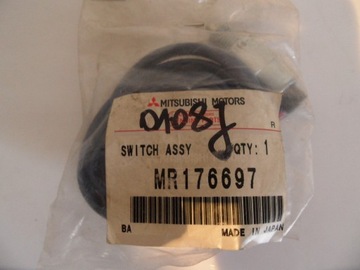 MITSUBISHI MOTORS
0108J
R
SWITCH ASSY QTY: 1
MR176697
BA MADE IN JAPAN